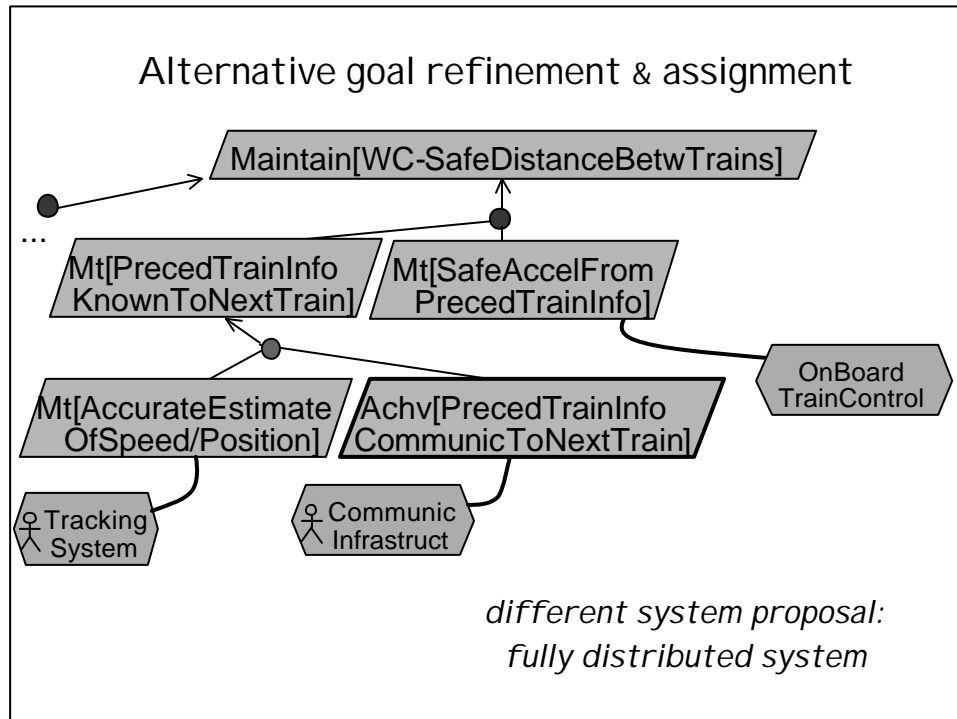 Alternative goal refinement & assignment
Maintain[WC-SafeDistanceBetwTrains]
...
Mt[PrecedTrainInfo
KnownToNextTrain]
Mt[SafeAccelFrom
PrecedTrainInfo]
OnBoard
TrainControl
Mt[AccurateEstimate
OfSpeed/Position]
Achv[PrecedTrainInfo
CommunicToNextTrain]
Tracking
System
Communic
Infrastruct
different system proposal:
fully distributed system